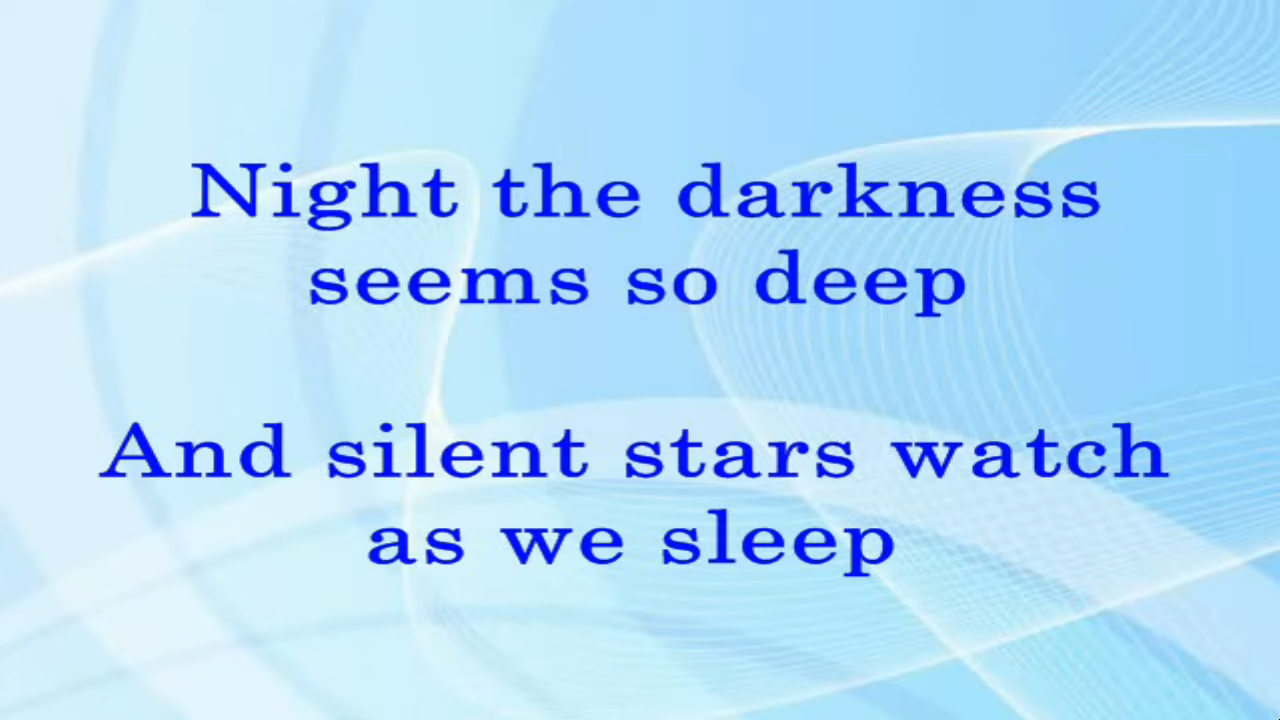 Night the darkness
seems so deep
And silent stars watch
as we sleep